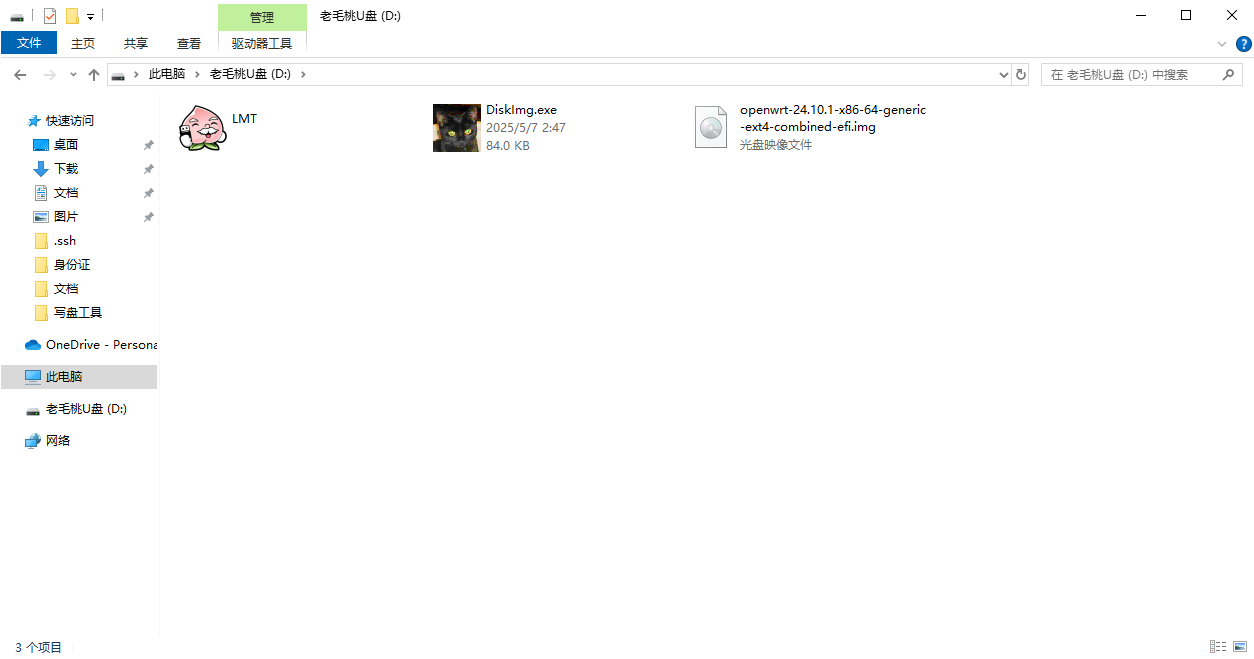 管理
老毛桃U盘 (D:)
文件
主页
共享
查看
驱动器工具
此电脑
老毛桃U盘 (D:)
在 老毛桃U盘 (D:) 中搜索
快速访问
桌面
下载
文档
图片
.ssh
身份证
文档
写盘工具
OneDrive - Persona
此电脑
老毛桃U盘 (D:)
网络
LMT
DiskImg.exe
2025/5/7 2:47
84.0 KB
openwrt-24.10.1-x86-64-generic
-ext4-combined-efi.img
光盘映像文件
3 个项目